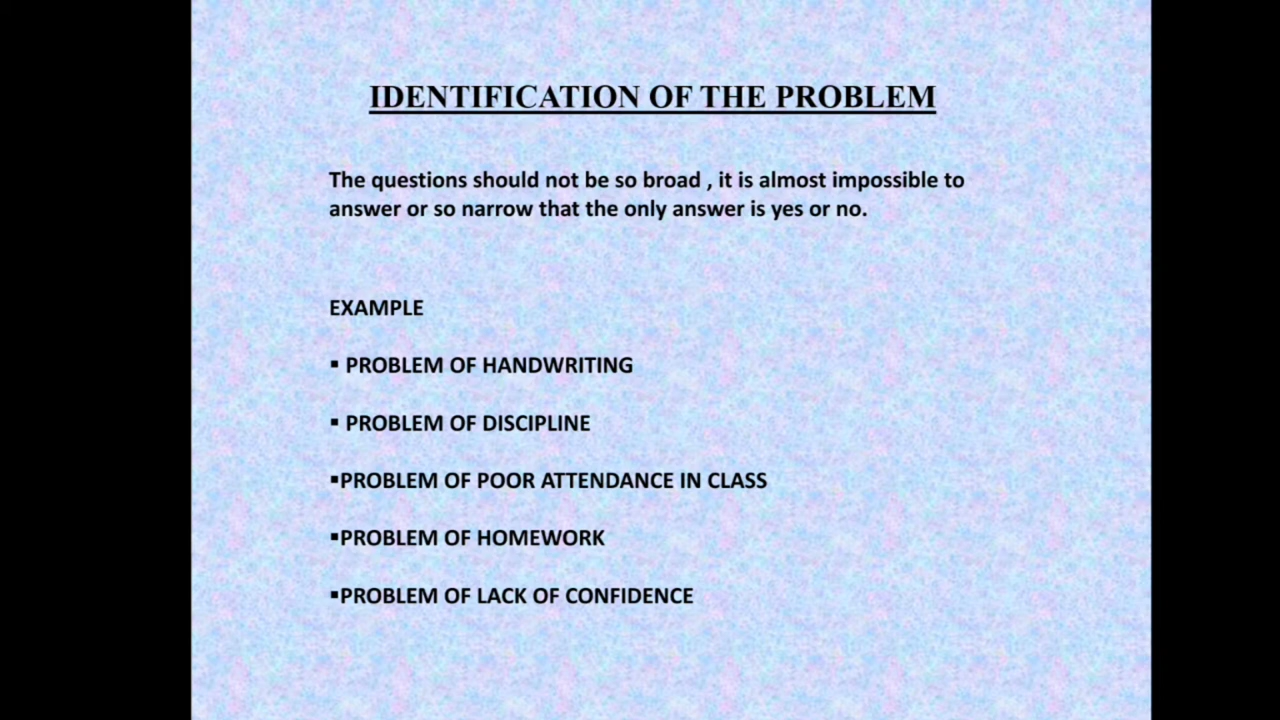 IDENTIFICATION OF THE PROBLEM
The questions should not be so broad , it is almost impossible to
answer or so narrow that the only answer is yes or no.
EXAMPLE
▪ PROBLEM OF HANDWRITING
▪ PROBLEM OF DISCIPLINE
▪PROBLEM OF POOR ATTENDANCE IN CLASS
▪PROBLEM OF HOMEWORK
▪PROBLEM OF LACK OF CONFIDENCE